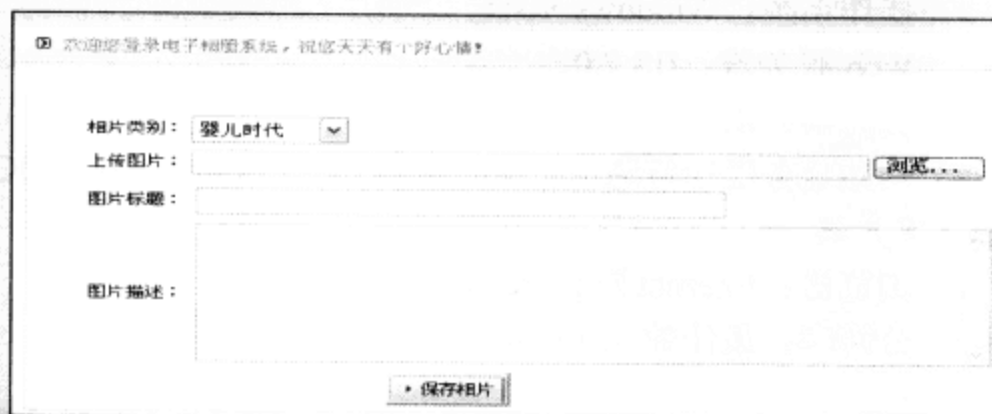 欢迎您登录电子相册系统，祝您天天有个好心情！
相片类别： 婴儿时代
上传图片： 浏览...
图片标题：
图片描述：
保存相片